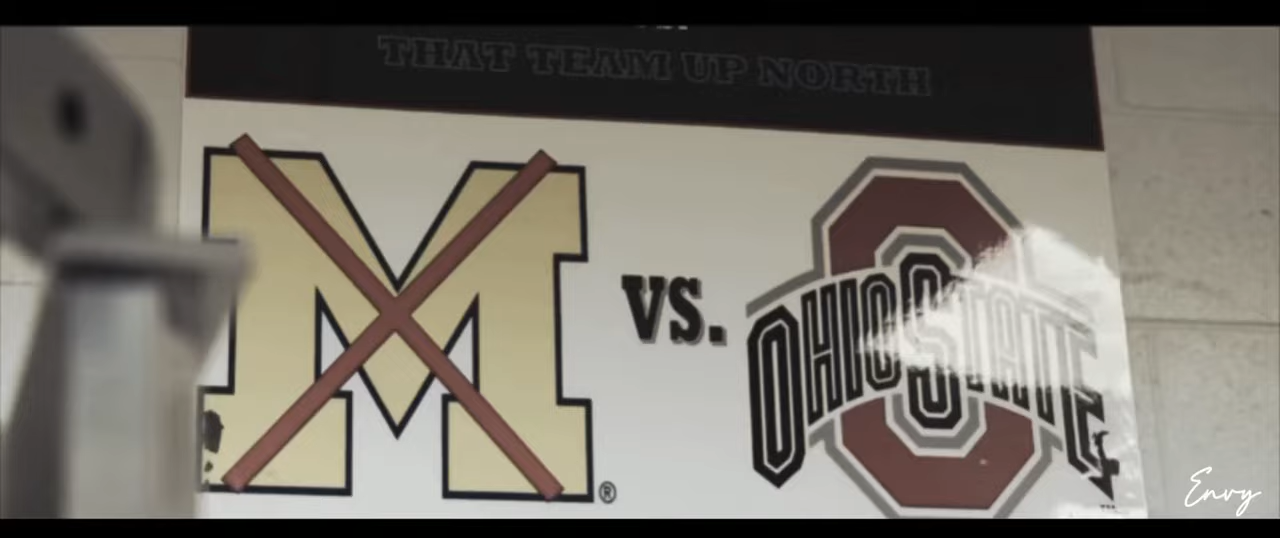 THAT TEAM UP NORTH
M
VS.
OHIO STATE
®
Envy